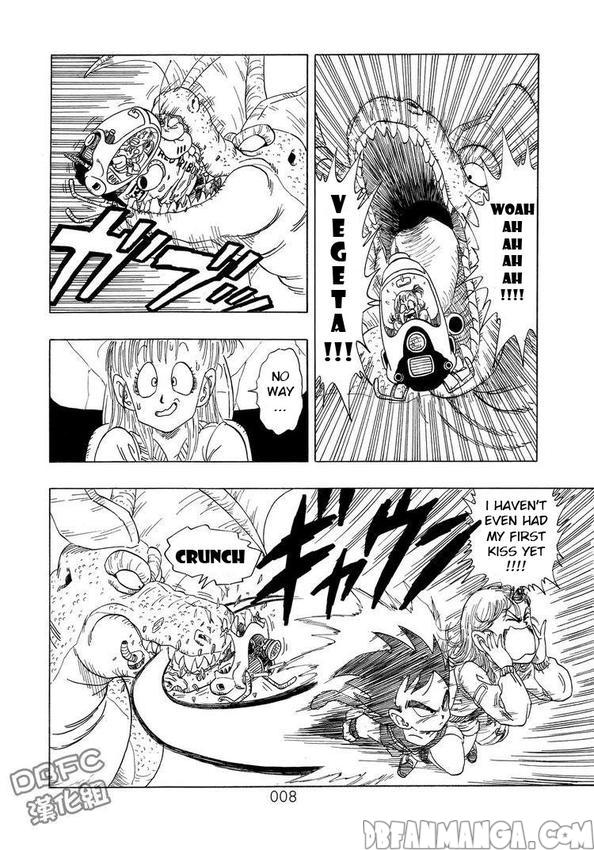 WOAH
AH
AH
AH
AH
!!!!
VEGETA!!!
ガブッ
NO
WAY
...
I HAVEN'T
EVEN HAD
MY FIRST
KISS YET
!!!!
ギャウン
CRUNCH
008
DBFC
漢化組
DBFANMANGA.COM